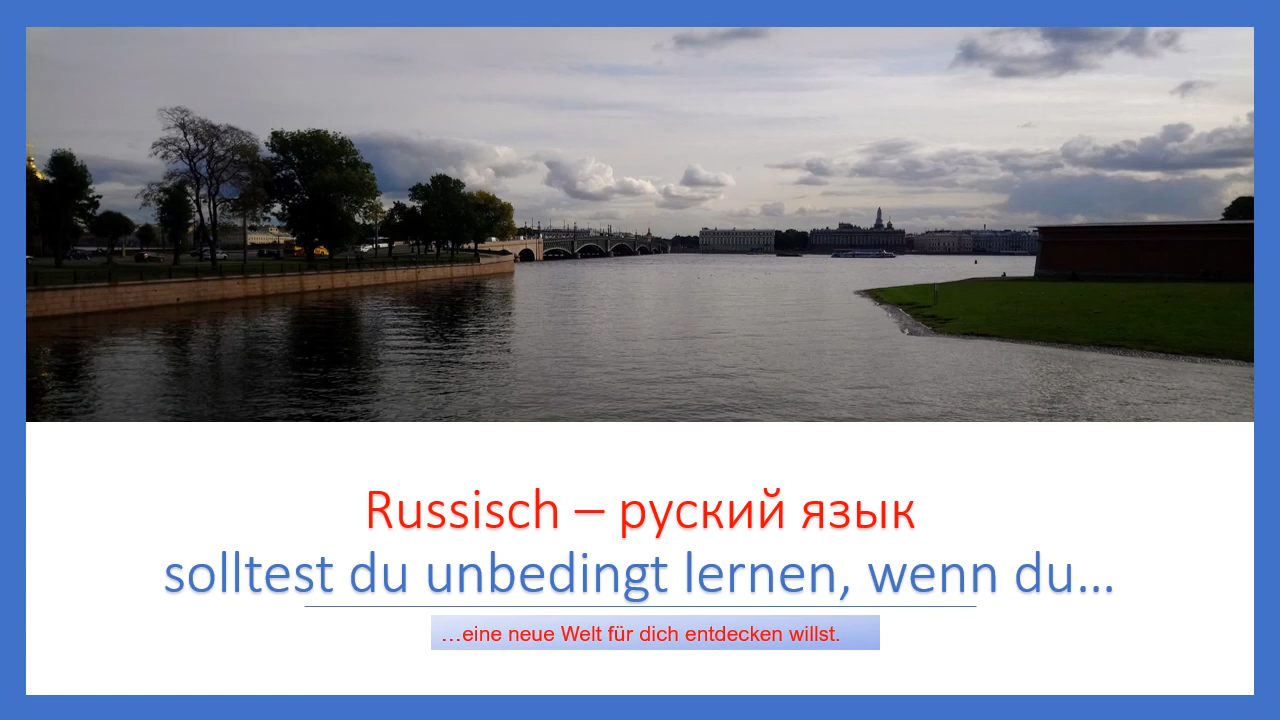 Russisch – руский язык
solltest du unbedingt lernen, wenn du…
…eine neue Welt für dich entdecken willst.